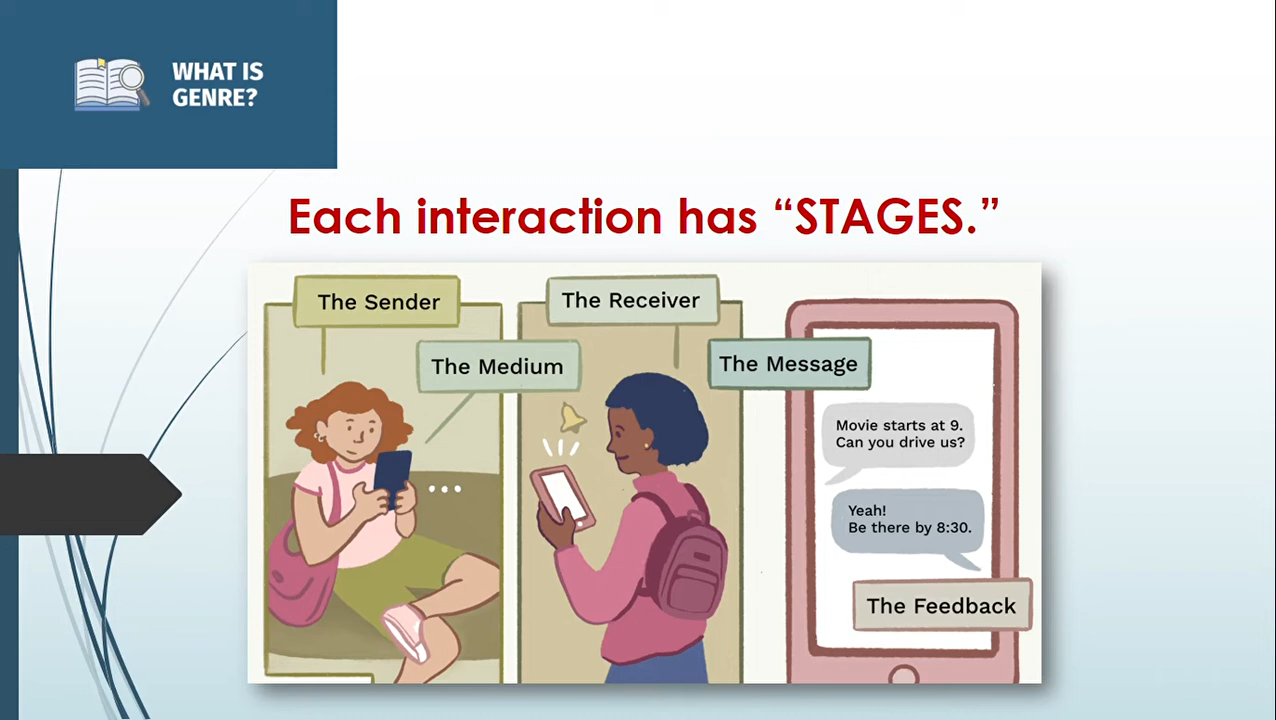 WHAT IS
GENRE?
Each interaction has “STAGES.”
The Sender
The Medium
The Receiver
The Message
Movie starts at 9.
Can you drive us?
Yeah!
Be there by 8:30.
The Feedback